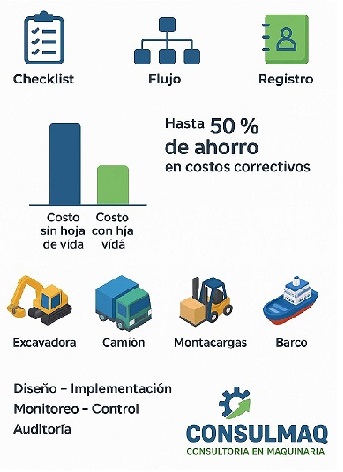 Checklist
Flujo
Registro
Hasta 50 %
de ahorro
en costos correctivos
Costo
sin hoja
de vida
Costo
con hja
vida
Excavadora
Camión
Montacargas
Barco
Diseño – Implementación
Monitoreo – Control
Auditoría
CONSULMAQ
CONSULTORIA EN MAQUINARIA